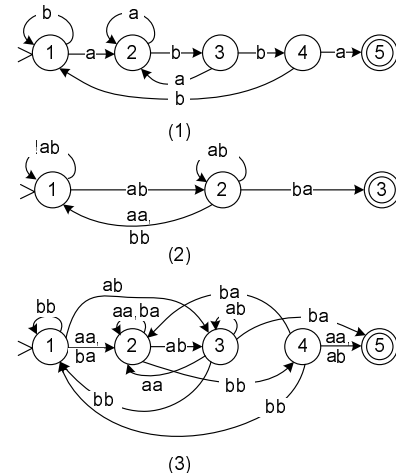 b a
1 a 2 b 3 b 4 a 5
a
b
(1)
!ab ab
1 ab 2 ba 3
aa,
bb
(2)
ab ba
bb aa,ba ab ba
1 aa, 2 ab 3 4 aa, 5
ba ab
aa bb
bb bb
(3)